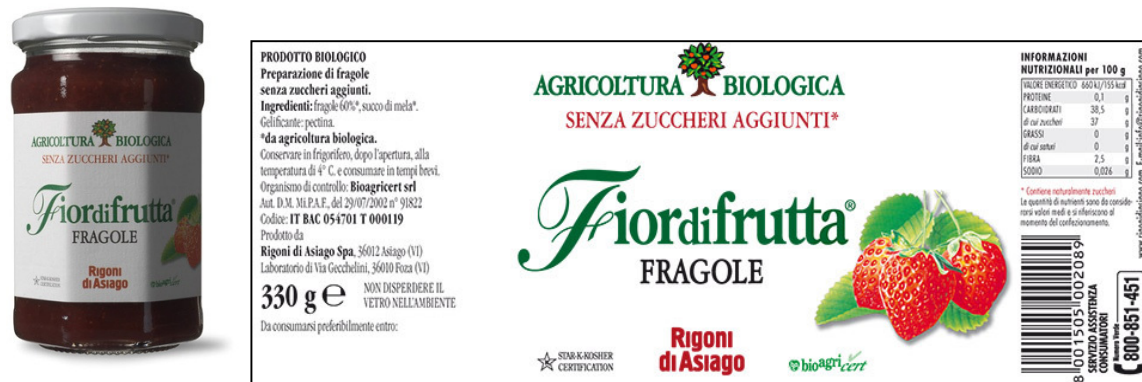 AGRICOLTURA BIOLOGICA
SENZA ZUCCHERI AGGIUNTI*
Fiordifrutta®
FRAGOLE
Rigoni
di Asiago
bioagricert
PRODOTTO BIOLOGICO
Preparazione di fragole
senza zuccheri aggiunti.
Ingredienti: fragole 60%*, succo di mela*.
Gelificante: pectina.
*da agricoltura biologica.
Conservare in frigorifero, dopo l'apertura, alla
temperatura di 4° C. e consumare in tempi brevi.
Organismo di controllo: Bioagricert srl
Aut. D.M. Mi.P.A.F., del 29/07/2002 n° 91822
Codice: IT BAC 054701 T 000119
Prodotto da
Rigoni di Asiago Spa, 36012 Asiago (VI)
Laboratorio di Via Gecchelini, 36010 Foza (VI)
330 g e
NON DISPERDERE IL
VETRO NELL'AMBIENTE
Da consumarsi preferibilmente entro:
AGRICOLTURA BIOLOGICA
SENZA ZUCCHERI AGGIUNTI*
Fiordifrutta®
FRAGOLE
STAR-K-KOSHER
CERTIFICATION
Rigoni
di Asiago
bioagricert
INFORMAZIONI
NUTRIZIONALI per 100 g
VALORE ENERGETICO 660 kJ/155 kcal
PROTEINE 0,1 g
CARBOIDRATI 38,5 g
di cui zuccheri 37 g
GRASSI 0 g
di cui saturi 0 g
FIBRA 2,5 g
SODIO 0,026 g
* Contiene naturalmente zuccheri
Le quantità di nutrienti sono da conside-
rarsi valori medi e si riferiscono al
momento del confezionamento.
8 001505 002089
SERVIZIO ASSISTENZA
CONSUMATORI
Numero Verde
800-851-451